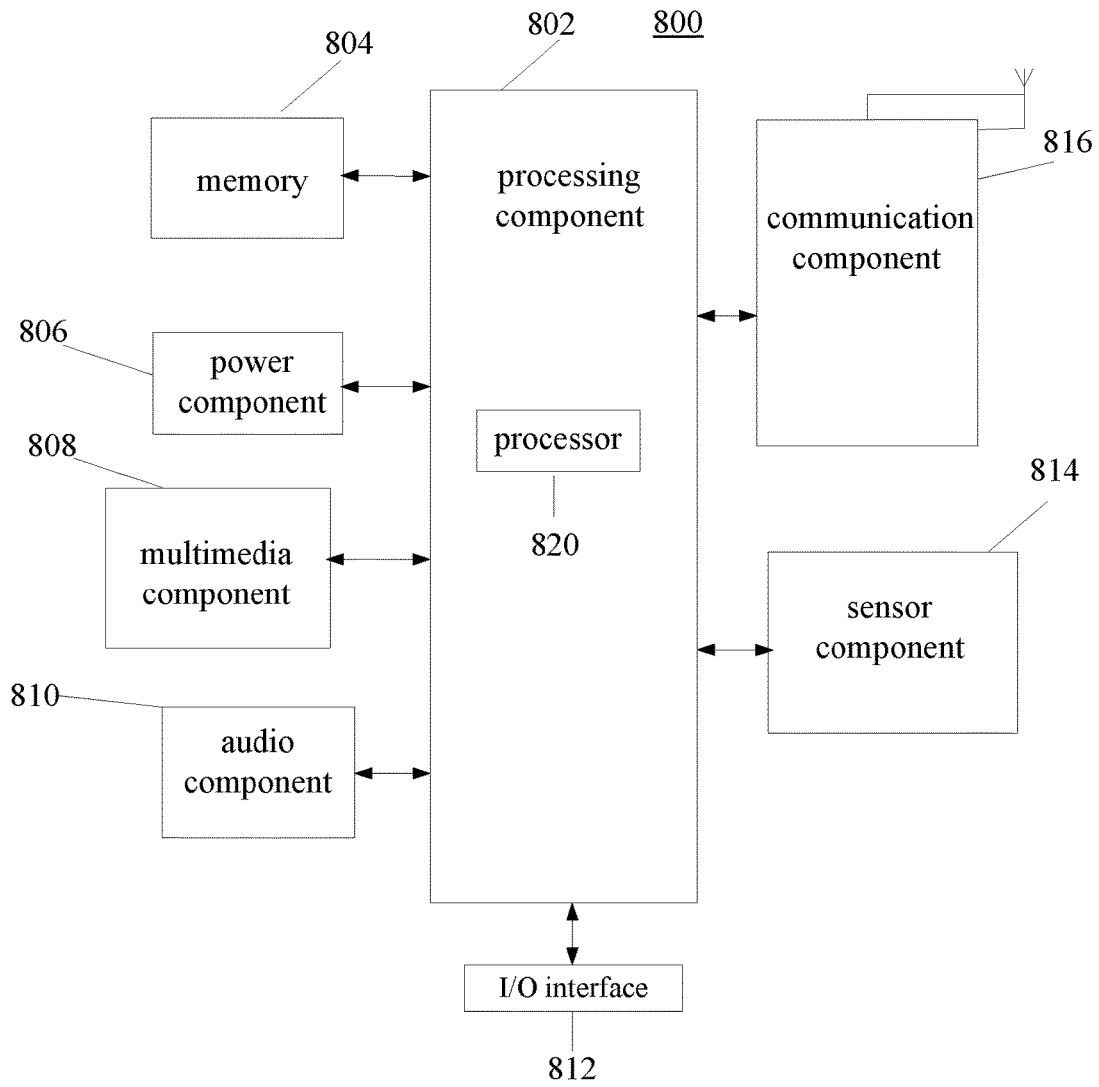 800
802
804
memory
processing
component
816
communication
component
806
power
component
808
multimedia
component
processor
820
814
sensor
component
810
audio
component
I/O interface
812